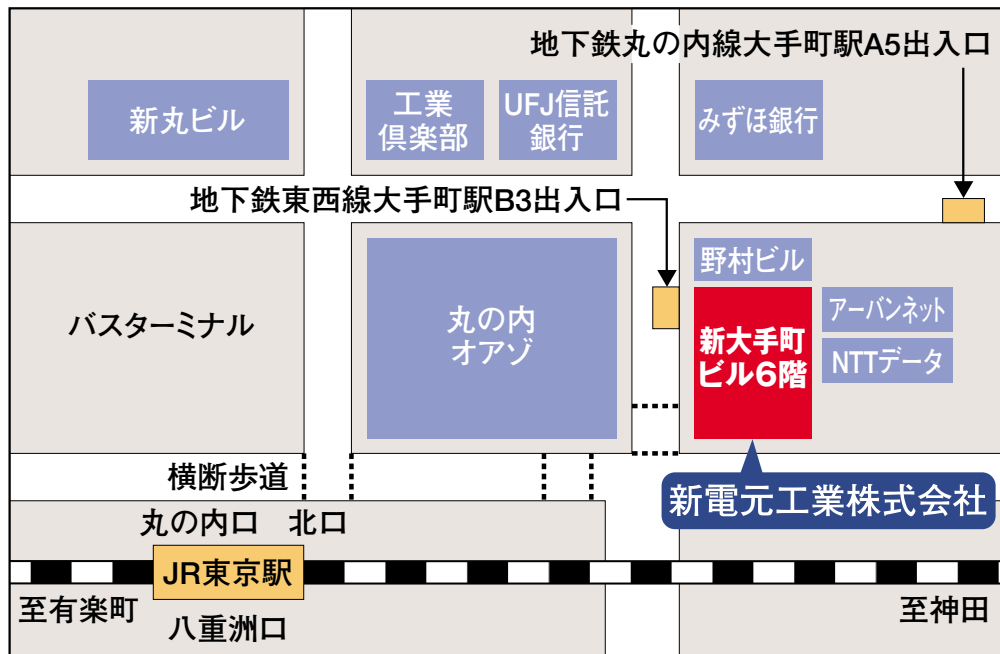 地下鉄丸の内線大手町駅A5出入口
新丸ビル
工業
倶楽部
UFJ信託
銀行
みずほ銀行
地下鉄東西線大手町駅B3出入口
バスターミナル
丸の内
オアゾ
野村ビル
新大手町
ビル6階
アーバンネット
NTTデータ
横断歩道
新電元工業株式会社
丸の内口 北口
JR東京駅
至有楽町
八重洲口
至神田